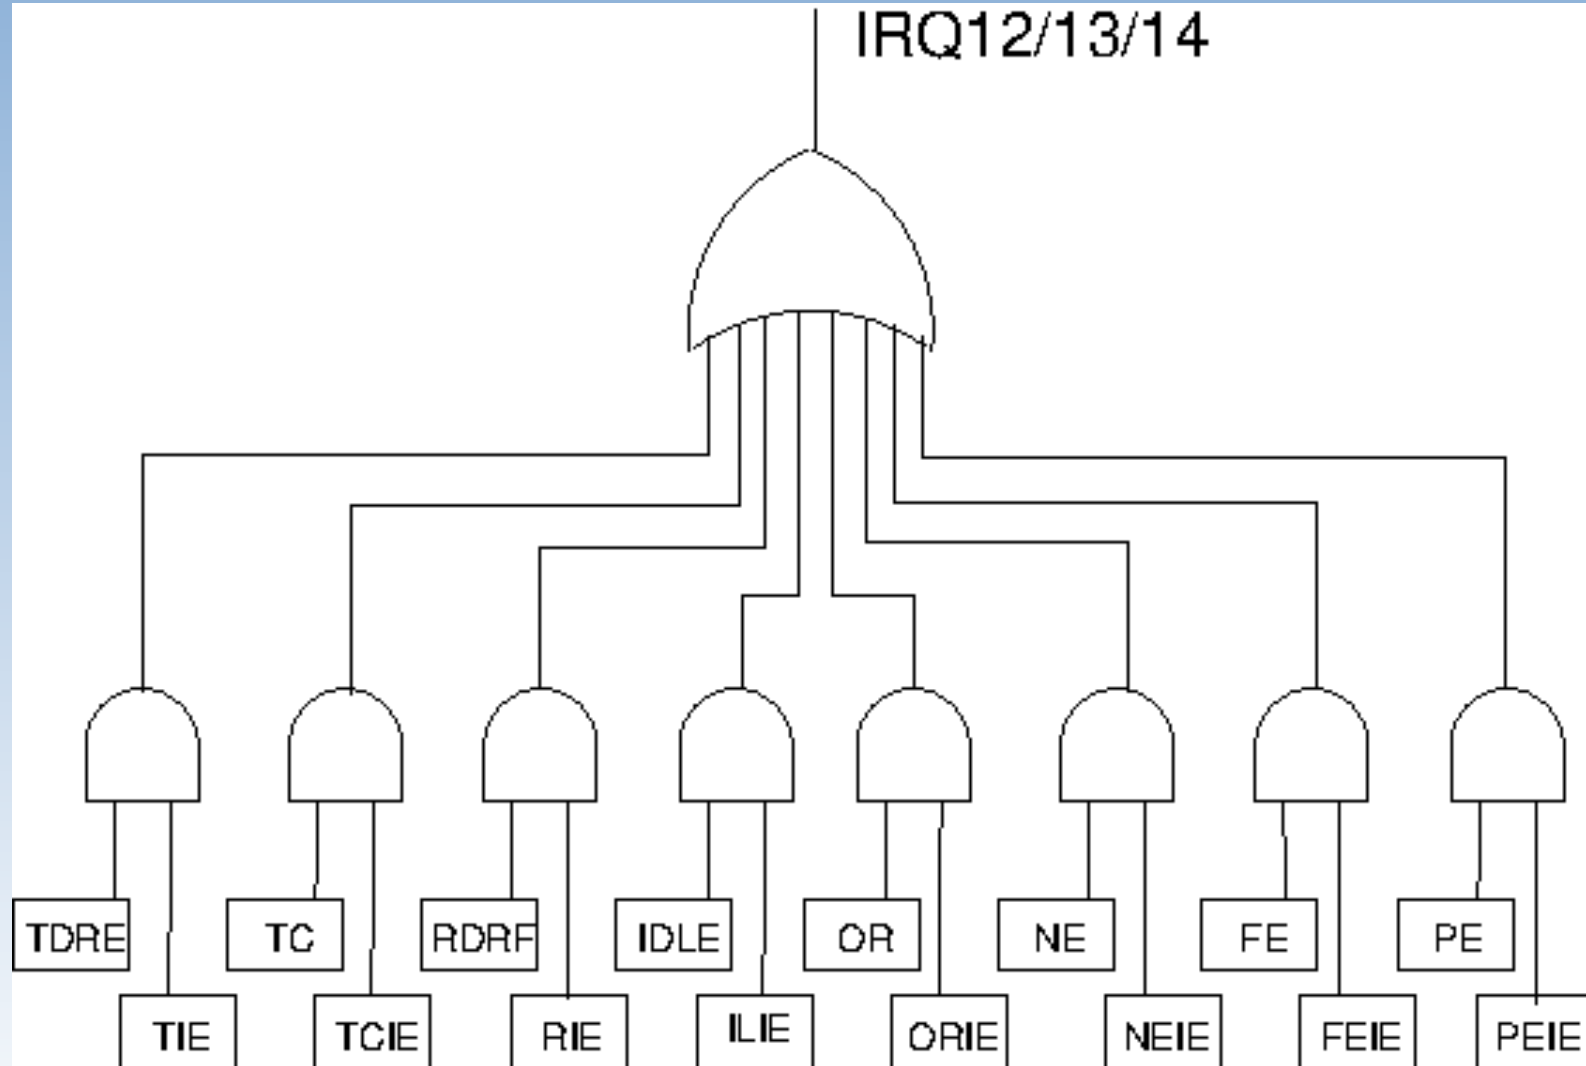 IRQ12/13/14
TDRE TC RDRF IDLE OR NE FE PE
TIE TCIE RIE ILIE ORIE NEIE FEIE PEIE